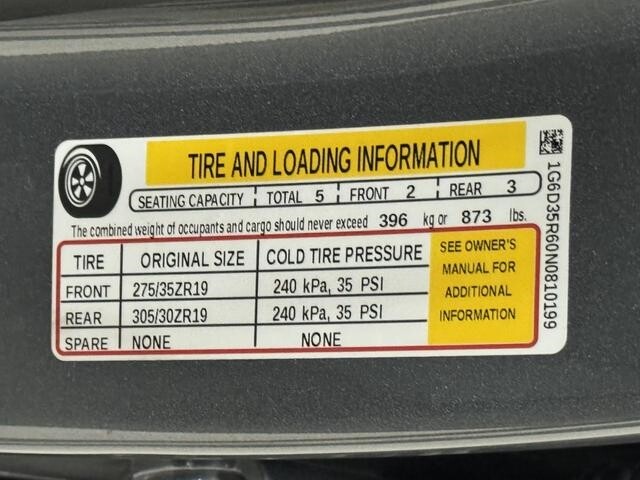 TIRE AND LOADING INFORMATION
SEATING CAPACITY TOTAL 5 FRONT 2 REAR 3
The combined weight of occupants and cargo should never exceed 396 kg or 873 lbs.
TIRE ORIGINAL SIZE COLD TIRE PRESSURE
FRONT 275/35ZR19 240 kPa, 35 PSI
REAR 305/30ZR19 240 kPa, 35 PSI
SPARE NONE NONE
SEE OWNER'S
MANUAL FOR
ADDITIONAL
INFORMATION
1G6D35R60N0810199